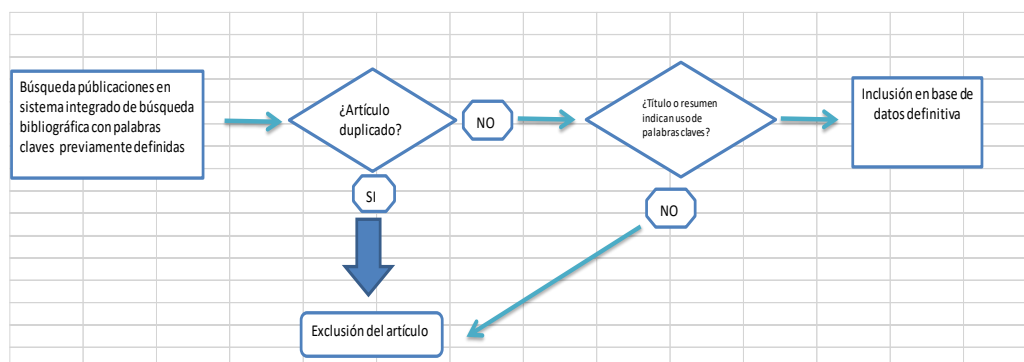 Búsqueda públicaciones en
sistema integrado de búsqueda
bibliográfica con palabras
claves previamente definidas
¿Artículo
duplicado?
NO
¿Título o resumen
indican uso de
palabras claves?
Inclusión en base de
datos definitiva
SI
NO
Exclusión del artículo